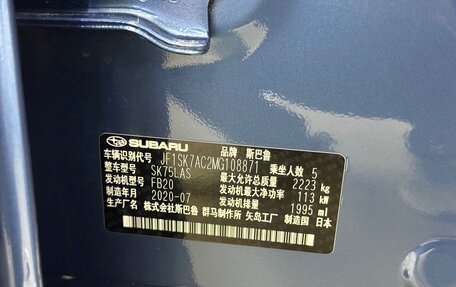 SUBARU 品牌 斯巴鲁
车辆识别代号 JF1SK7AC2MG108871 乘坐人数 5
整车型号 SK75LAS 最大允许总质量 2223 kg
发动机型号 FB20 发动机最大净功率 113 kW
制造年月 2020-07 发动机排量 1995 ml
生产厂名 株式会社斯巴鲁 群马制作所 矢岛工厂 制造国 日本